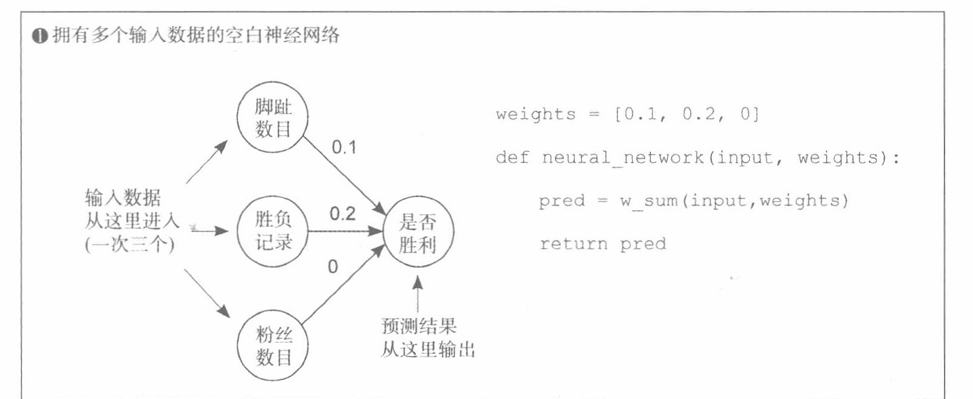 ❶拥有多个输入数据的空白神经网络
脚趾
数目
0.1
输入数据
从这里进入
(一次三个)
胜负
记录
0.2
是否
胜利
0
粉丝
数目
预测结果
从这里输出
weights = [0.1, 0.2, 0]
def neural_network(input, weights):
pred = w_sum(input,weights)
return pred